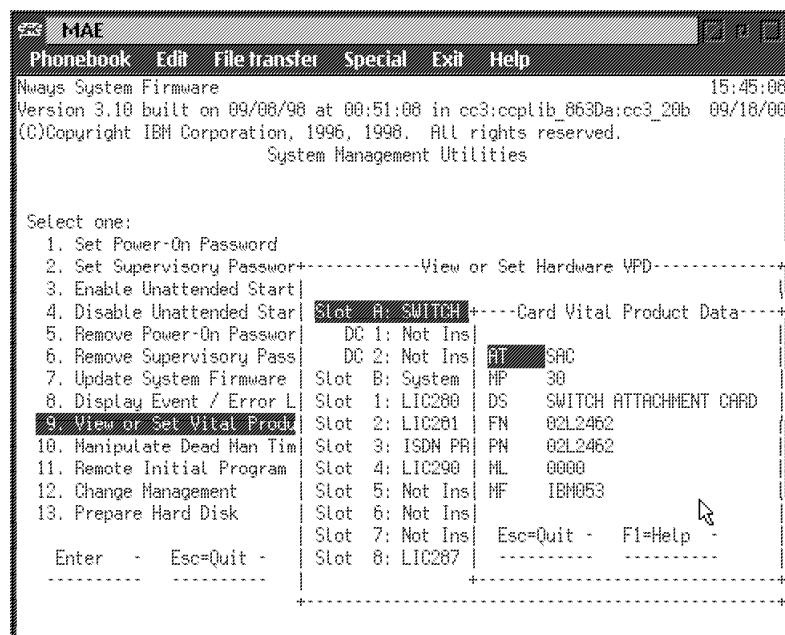 MAE
Phonebook Edit File transfer Special Exit Help
Nways System Firmware 15:45:08
Version 3.10 built on 09/08/98 at 00:51:08 in cc3:ccplib_863Da:cc3_20b 09/18/00
(C)Copyright IBM Corporation, 1996, 1998. All rights reserved.
System Management Utilities
Select one:
1. Set Power-On Password
2. Set Supervisory Passwor+------------View or Set Hardware VPD-------------+
3. Enable Unattended Start|
4. Disable Unattended Star| Slot A: SWITCH +----Card Vital Product Data----+
5. Remove Power-On Passwor| DC 1: Not Ins|
6. Remove Supervisory Pass| DC 2: Not Ins| AT SAC
7. Update System Firmware | Slot B: System | MP 30
8. Display Event / Error L| Slot 1: LIC280 | DS SWITCH ATTACHMENT CARD
9. View or Set Vital Produ| Slot 2: LIC281 | FN 02L2462
10. Manipulate Dead Man Tim| Slot 3: ISDN PR| PN 02L2462
11. Remote Initial Program | Slot 4: LIC290 | ML 0000
12. Change Management | Slot 5: Not Ins| MF IBM053
13. Prepare Hard Disk | Slot 6: Not Ins|
| Slot 7: Not Ins| Esc=Quit - F1=Help -
Enter - Esc=Quit - | Slot 8: LIC287 | ---------- ----------